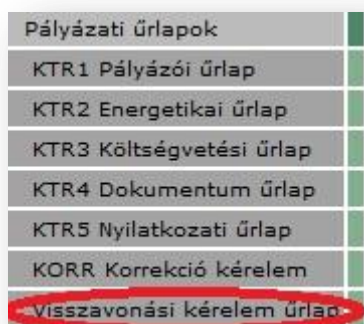 Pályázati űrlapok
KTR1 Pályázói űrlap
KTR2 Energetikai űrlap
KTR3 Költségvetési űrlap
KTR4 Dokumentum űrlap
KTR5 Nyilatkozati űrlap
KORR Korrekció kérelem
Visszavonási kérelem űrlap